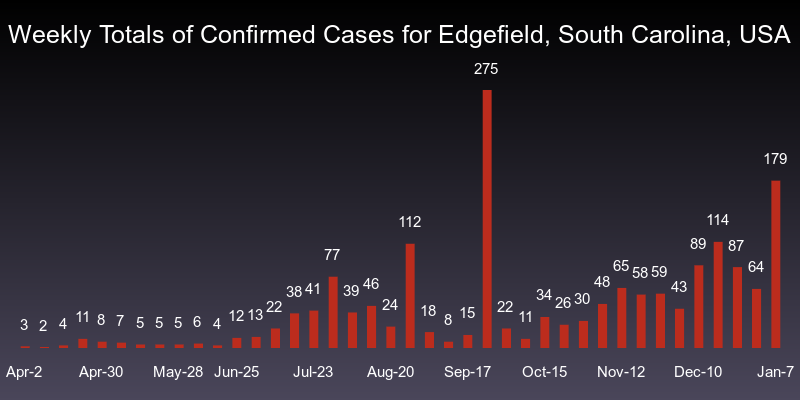 Weekly Totals of Confirmed Cases for Edgefield, South Carolina, USA
3 2 4 11 8 7 5 5 5 6 4 12 13 22 38 41 77 39 46 24 112 18 8 15 275 22 11 34 26 30 48 65 58 59 43 89 114 87 64 179
Apr-2 Apr-30 May-28 Jun-25 Jul-23 Aug-20 Sep-17 Oct-15 Nov-12 Dec-10 Jan-7